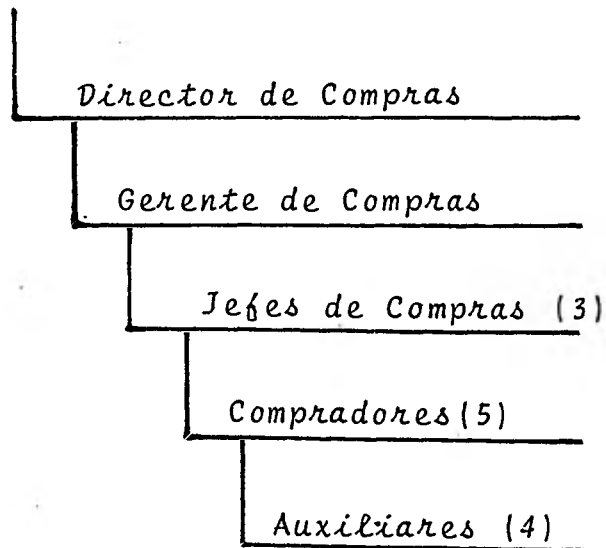 Director de Compras
Gerente de Compras
Jefes de Compras (3)
Compradores (5)
Auxiliares (4)